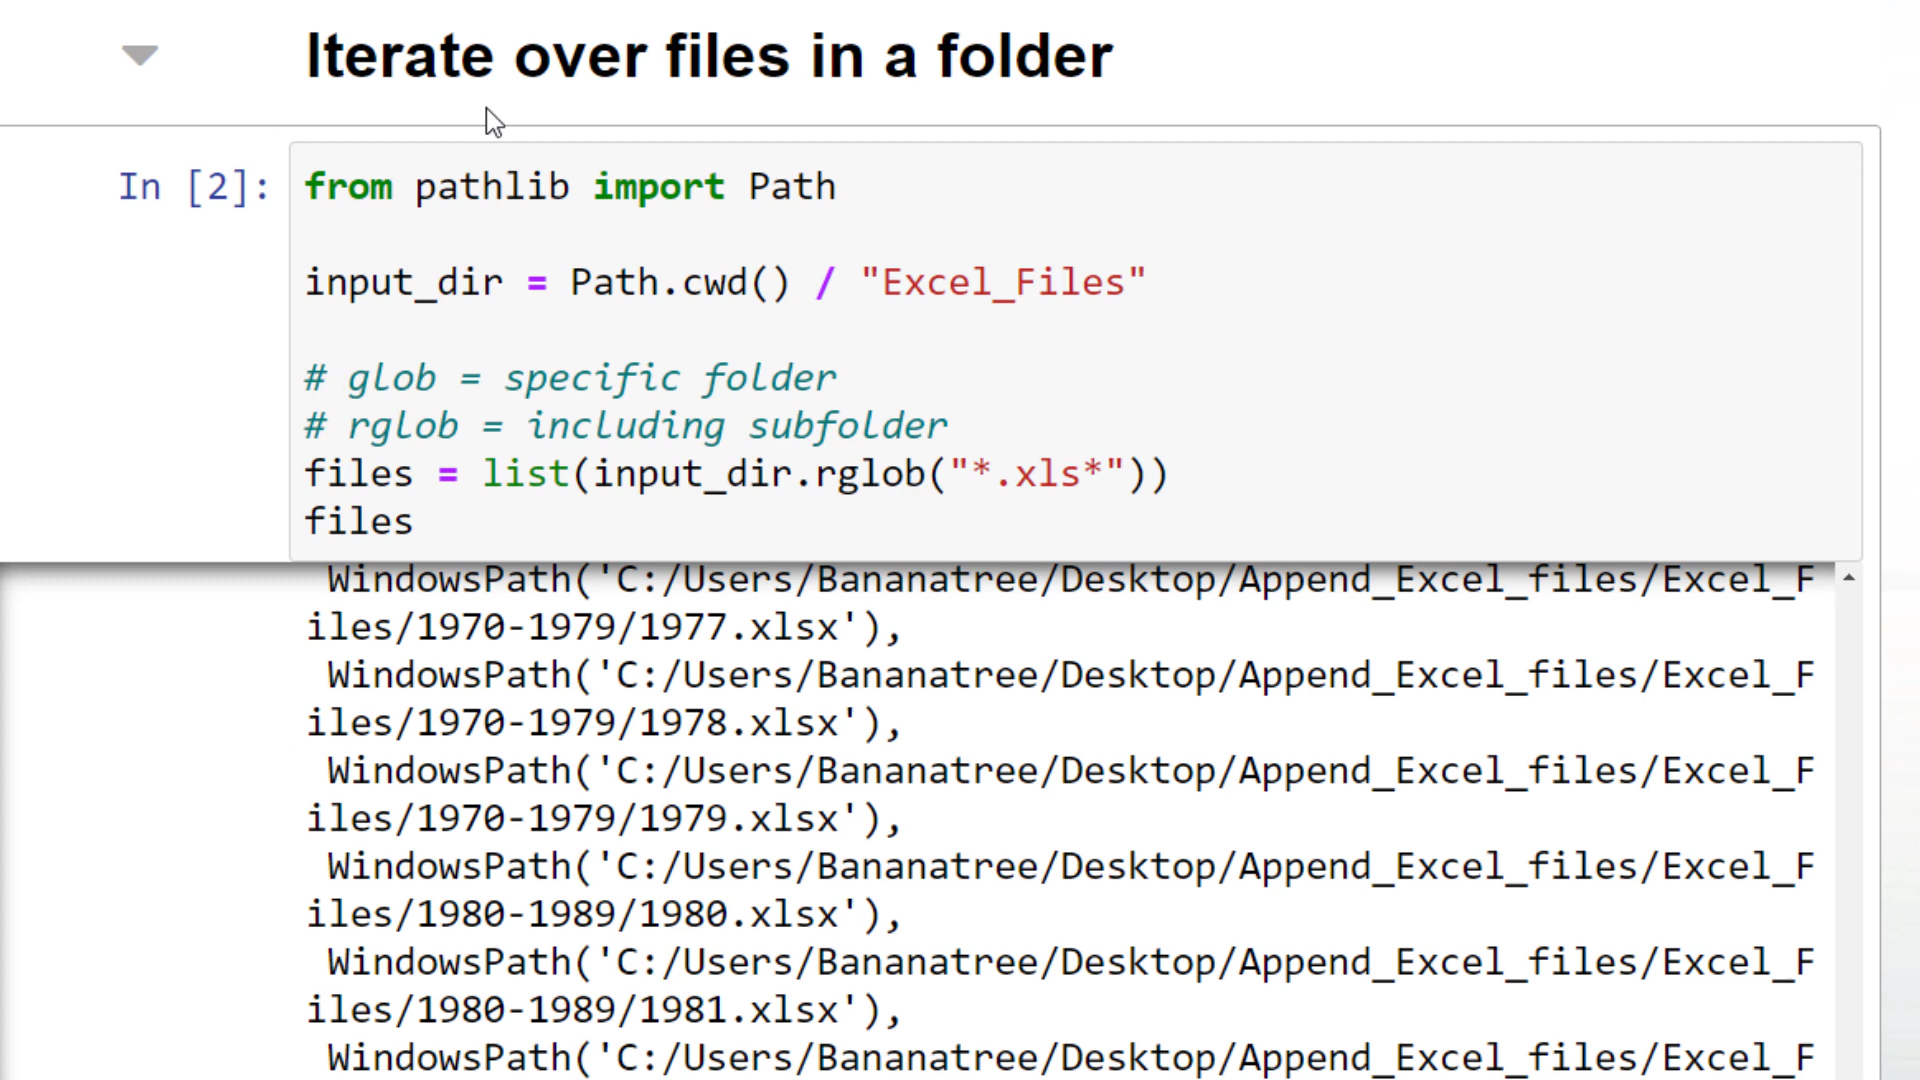 Iterate over files in a folder
In [2]:
from pathlib import Path
input_dir = Path.cwd() / "Excel_Files"
# glob = specific folder
# rglob = including subfolder
files = list(input_dir.rglob("*.xls*"))
files
WindowsPath('C:/Users/Bananatree/Desktop/Append_Excel_files/Excel_F
iles/1970-1979/1977.xlsx'),
WindowsPath('C:/Users/Bananatree/Desktop/Append_Excel_files/Excel_F
iles/1970-1979/1978.xlsx'),
WindowsPath('C:/Users/Bananatree/Desktop/Append_Excel_files/Excel_F
iles/1970-1979/1979.xlsx'),
WindowsPath('C:/Users/Bananatree/Desktop/Append_Excel_files/Excel_F
iles/1980-1989/1980.xlsx'),
WindowsPath('C:/Users/Bananatree/Desktop/Append_Excel_files/Excel_F
iles/1980-1989/1981.xlsx'),
WindowsPath('C:/Users/Bananatree/Desktop/Append_Excel_files/Excel_F